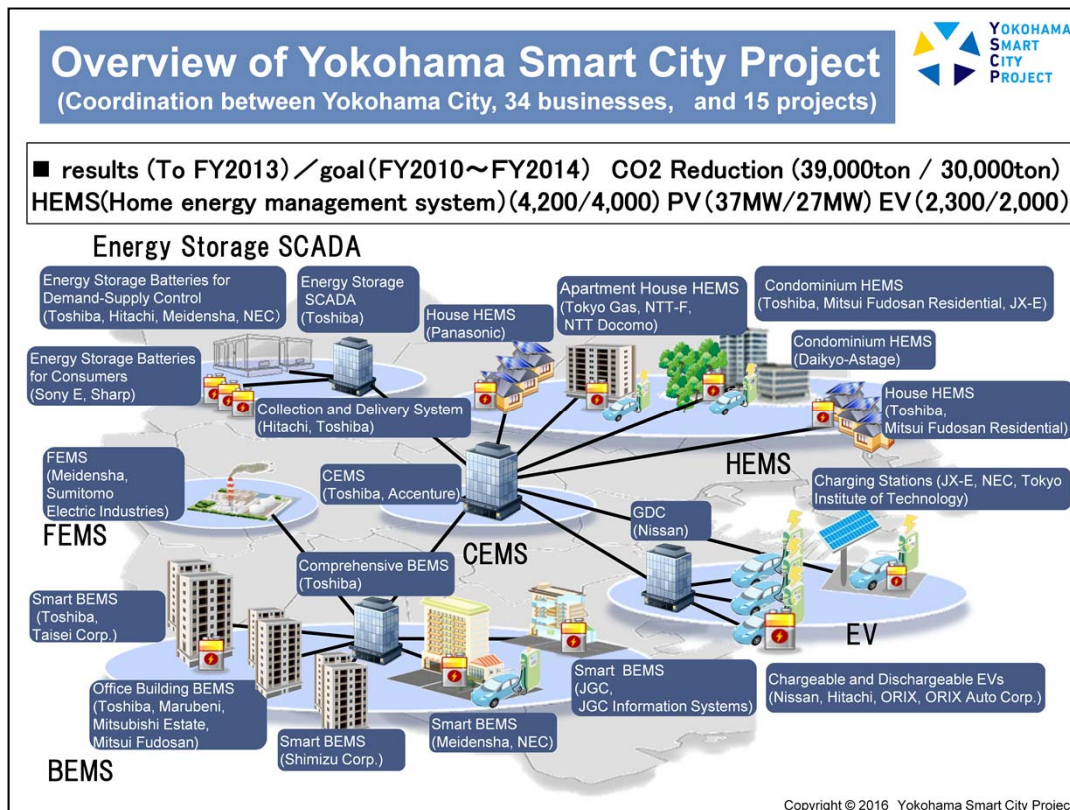 Overview of Yokohama Smart City Project
(Coordination between Yokohama City, 34 businesses, and 15 projects)
YOKOHAMA
SMART
CITY
PROJECT
■ results (To FY2013)／goal(FY2010～FY2014) CO2 Reduction (39,000ton / 30,000ton)
HEMS(Home energy management system)(4,200/4,000) PV(37MW/27MW) EV(2,300/2,000)
Energy Storage SCADA
Energy Storage Batteries for
Demand-Supply Control
(Toshiba, Hitachi, Meidensha, NEC)
Energy Storage
SCADA
(Toshiba)
House HEMS
(Panasonic)
Apartment House HEMS
(Tokyo Gas, NTT-F,
NTT Docomo)
Condominium HEMS
(Toshiba, Mitsui Fudosan Residential, JX-E)
Condominium HEMS
(Daikyo-Astage)
Energy Storage Batteries
for Consumers
(Sony E, Sharp)
Collection and Delivery System
(Hitachi, Toshiba)
House HEMS
(Toshiba,
Mitsui Fudosan Residential)
HEMS
FEMS
(Meidensha,
Sumitomo
Electric Industries)
FEMS
CEMS
(Toshiba, Accenture)
CEMS
GDC
(Nissan)
Charging Stations (JX-E, NEC, Tokyo
Institute of Technology)
Comprehensive BEMS
(Toshiba)
EV
Smart BEMS
(Toshiba,
Taisei Corp.)
Office Building BEMS
(Toshiba, Marubeni,
Mitsubishi Estate,
Mitsui Fudosan)
Smart BEMS
(Shimizu Corp.)
Smart BEMS
(Meidensha, NEC)
Smart BEMS
(JGC,
JGC Information Systems)
Chargeable and Dischargeable EVs
(Nissan, Hitachi, ORIX, ORIX Auto Corp.)
BEMS
Copyright © 2016 Yokohama Smart City Projec